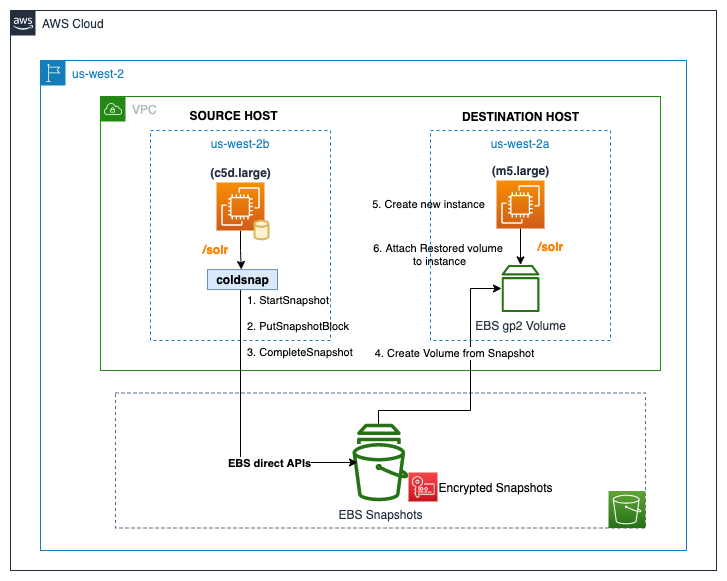 aws
AWS Cloud
us-west-2
VPC
SOURCE HOST
DESTINATION HOST
us-west-2b
us-west-2a
(c5d.large)
(m5.large)
5. Create new instance
/solr
6. Attach Restored volume
to instance
/solr
coldsnap
1. StartSnapshot
2. PutSnapshotBlock
EBS gp2 Volume
3. CompleteSnapshot
4. Create Volume from Snapshot
EBS direct APIs
Encrypted Snapshots
EBS Snapshots